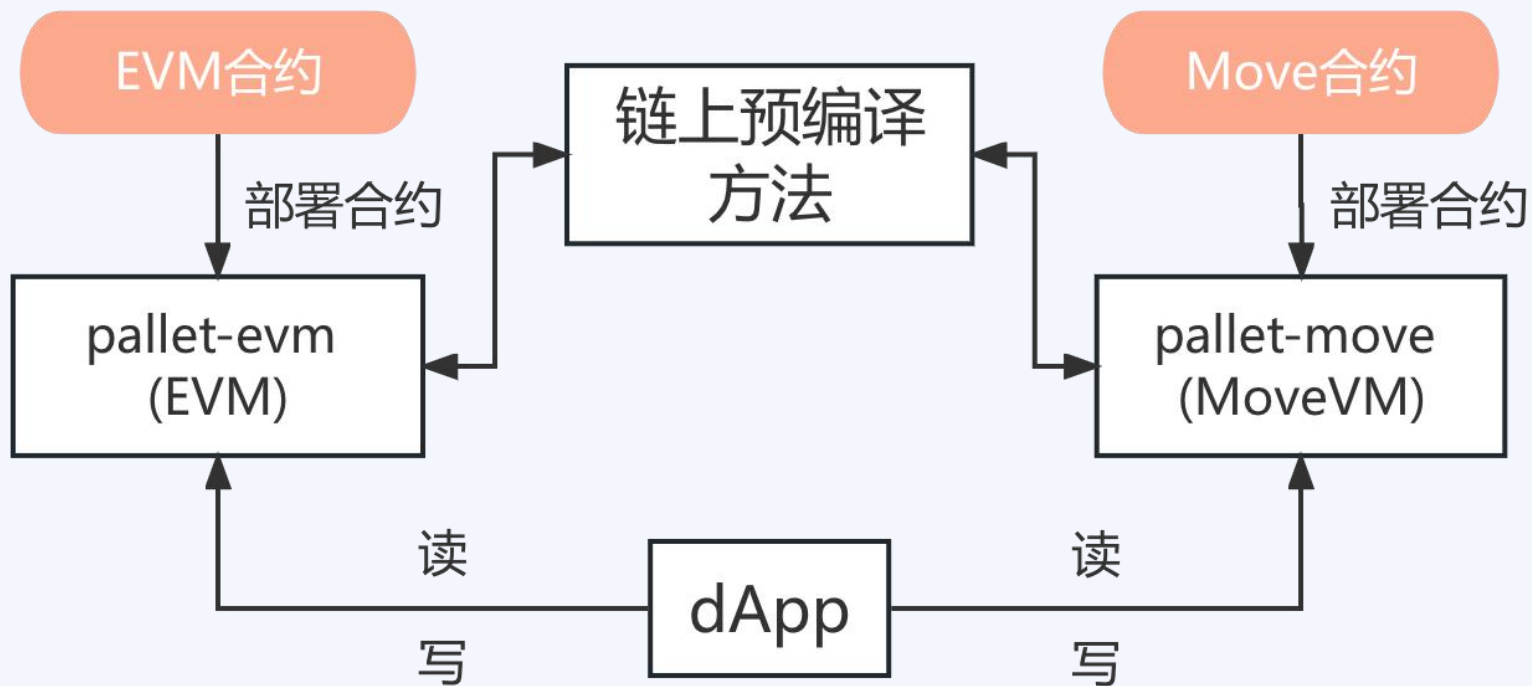 EVM合约
Move合约
链上预编译
方法
部署合约
部署合约
pallet-evm
(EVM)
pallet-move
(MoveVM)
读
读
dApp
写
写